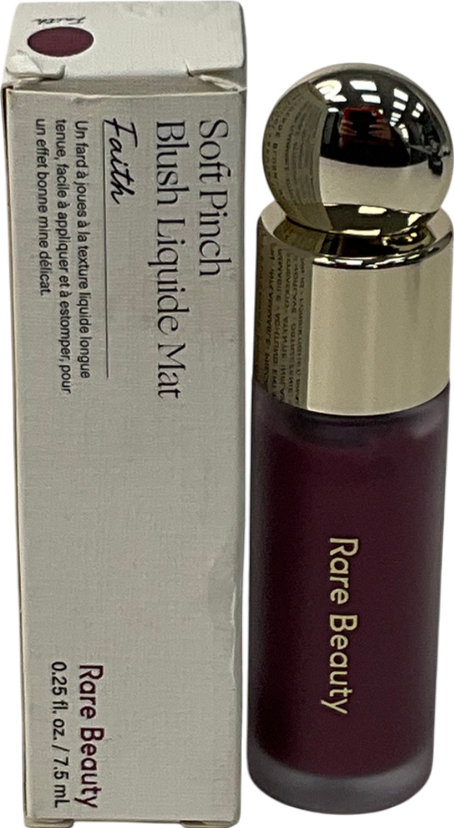 Faith
Soft Pinch
Blush Liquide Mat
Faith
Un fard à joues à la texture liquide longue
tenue, facile à appliquer et à estomper, pour
un effet bonne mine délicat.
Rare Beauty
0.25 fl. oz. / 7.5 mL
Rare Beauty